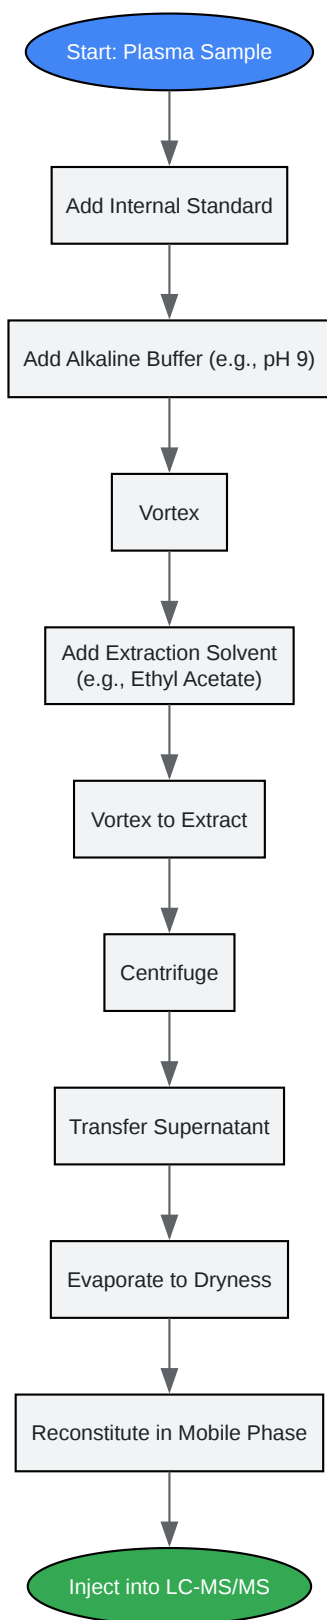 Start: Plasma Sample
Add Internal Standard
Add Alkaline Buffer (e.g., pH 9)
Vortex
Add Extraction Solvent
(e.g., Ethyl Acetate)
Vortex to Extract
Centrifuge
Transfer Supernatant
Evaporate to Dryness
Reconstitute in Mobile Phase
Inject into LC-MS/MS